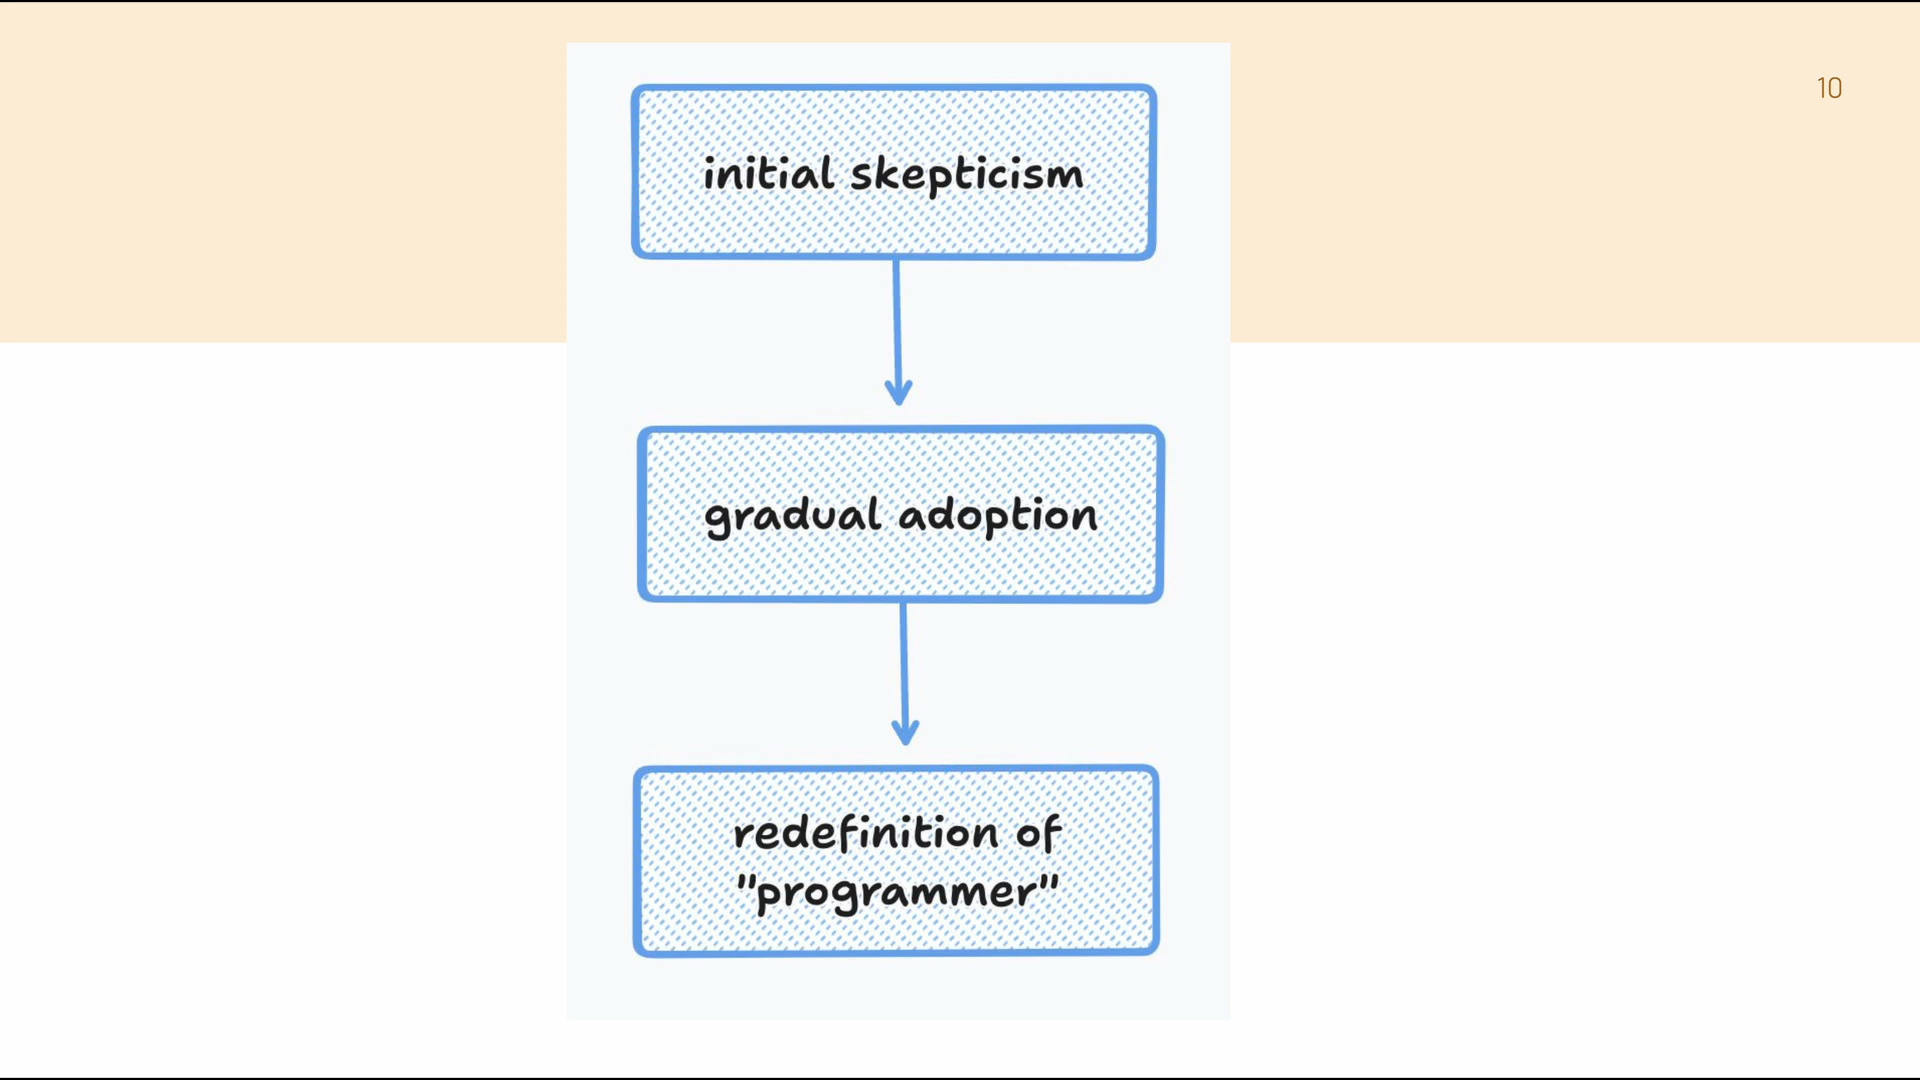 10
initial skepticism
gradual adoption
redefinition of
"programmer"